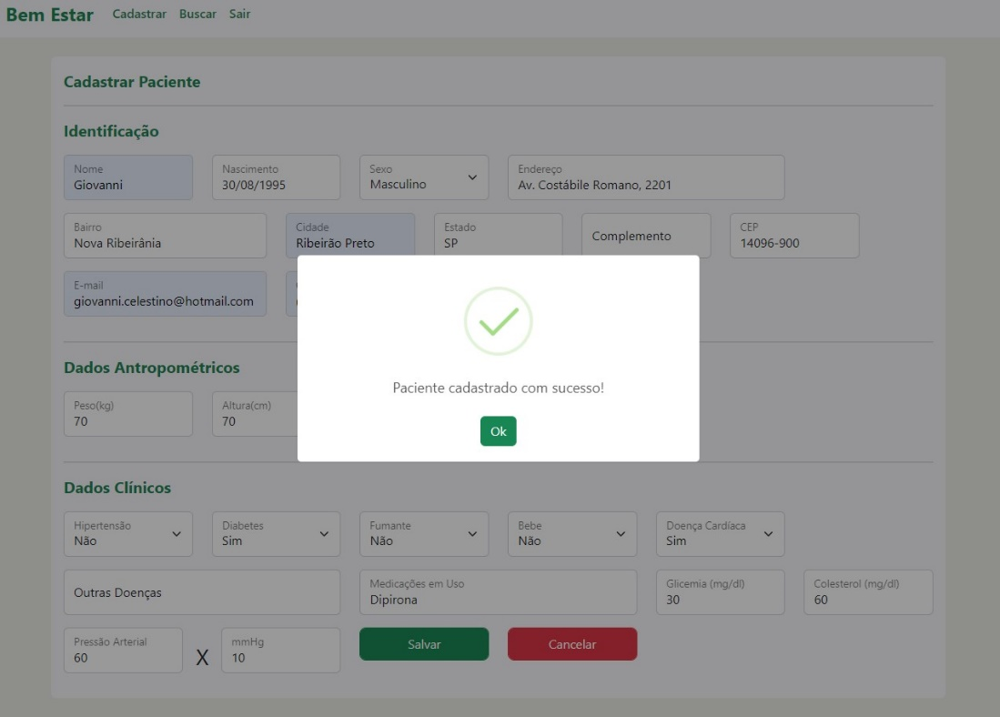 Bem Estar Cadastrar Buscar Sair
Cadastrar Paciente
Identificação
Nome Nascimento Sexo Endereço
Giovanni 30/08/1995 Masculino Av. Costábile Romano, 2201
Bairro Cidade Estado Complemento CEP
Nova Ribeirânia Ribeirão Preto SP 14096-900
E-mail
giovanni.celestino@hotmail.com
Paciente cadastrado com sucesso!
Ok
Dados Antropométricos
Peso(kg) Altura(cm)
70 70
Dados Clínicos
Hipertensão Diabetes Fumante Bebe Doença Cardíaca
Não Sim Não Não Sim
Outras Doenças Medicações em Uso Glicemia (mg/dl) Colesterol (mg/dl)
Dipirona 30 60
Pressão Arterial X mmHg Salvar Cancelar
60 10